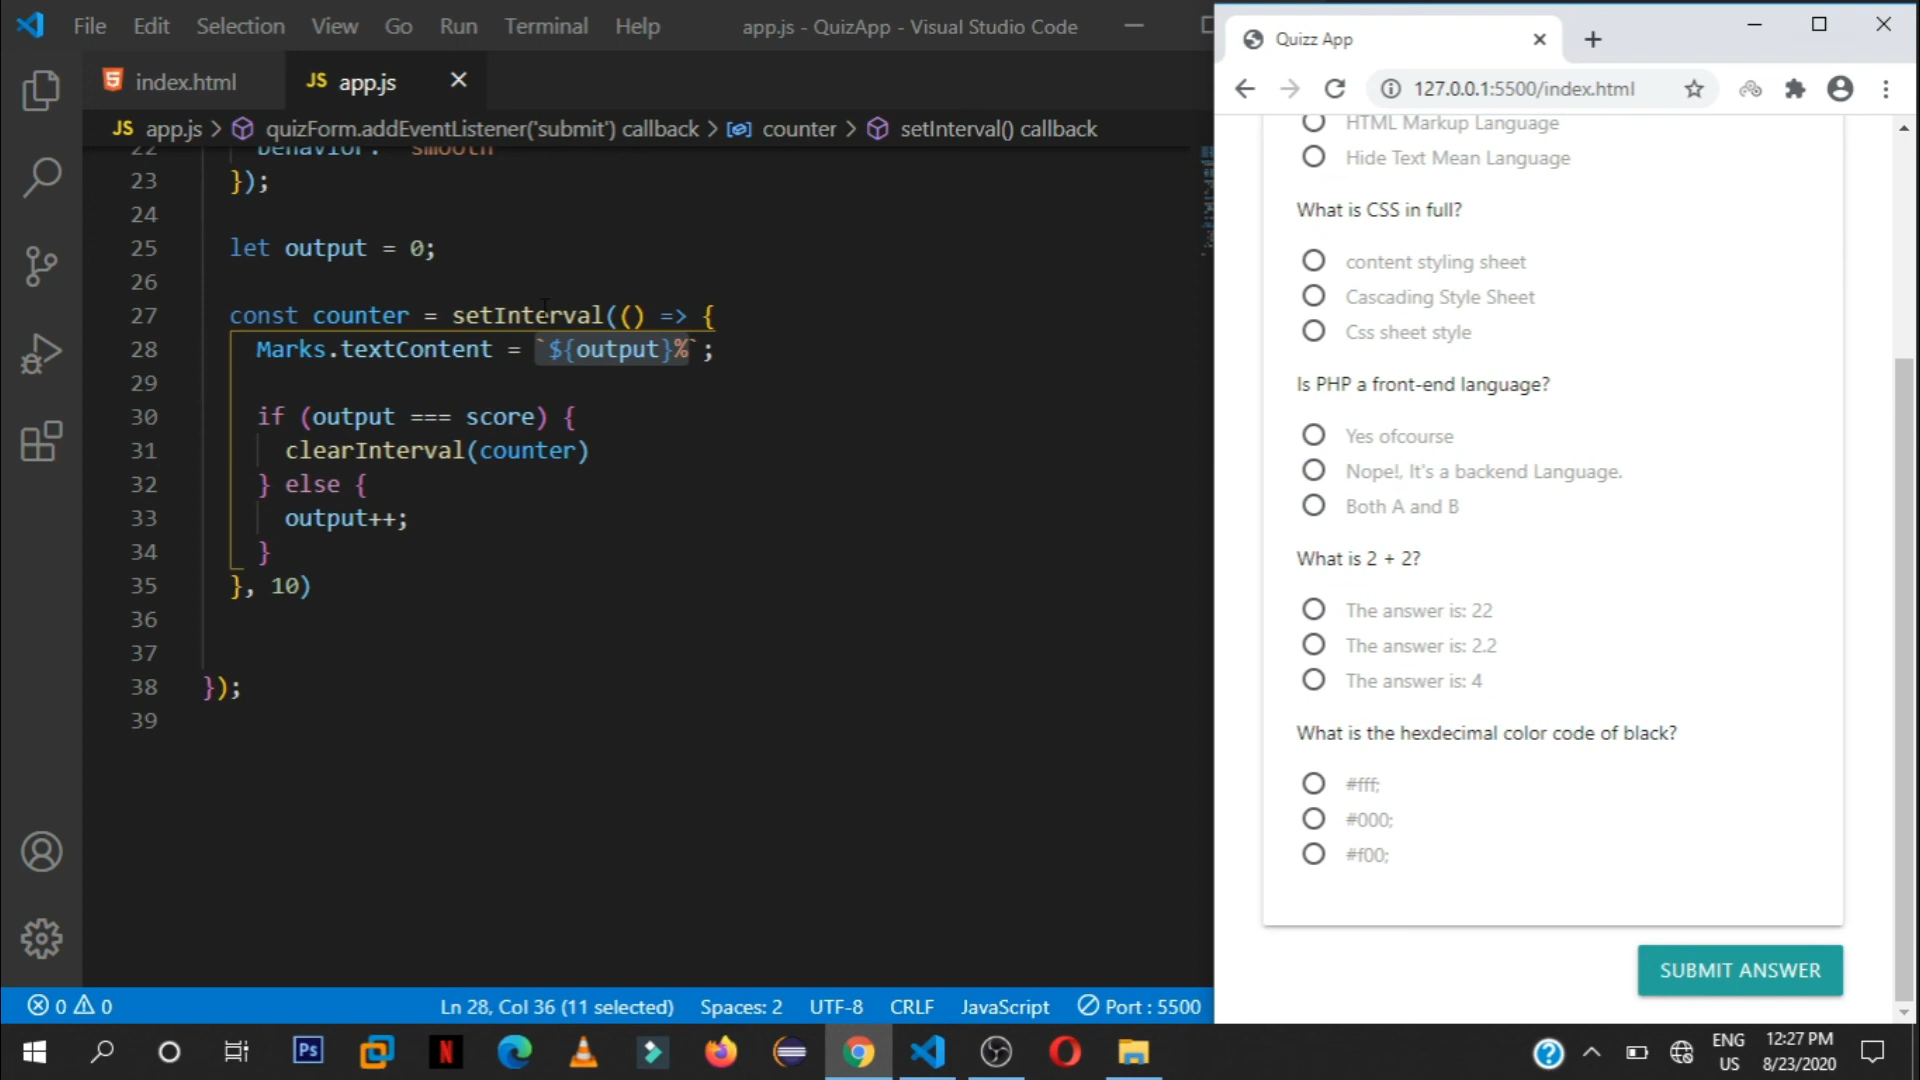 File Edit Selection View Go Run Terminal Help
app.js - QuizApp - Visual Studio Code
index.html
JS app.js
JS app.js > quizForm.addEventListener('submit') callback > counter > setInterval() callback
22 behavior: "smooth"
23 });
24
25 let output = 0;
26
27 const counter = setInterval(() => {
28 Marks.textContent = `${output}%`;
29
30 if (output === score) {
31 clearInterval(counter)
32 } else {
33 output++;
34 }
35 }, 10)
36
37
38 });
39
0 0
Ln 28, Col 36 (11 selected) Spaces: 2 UTF-8 CRLF JavaScript Port : 5500
Quizz App
127.0.0.1:5500/index.html
HTML Markup Language
Hide Text Mean Language
What is CSS in full?
content styling sheet
Cascading Style Sheet
Css sheet style
Is PHP a front-end language?
Yes ofcourse
Nope!, It's a backend Language.
Both A and B
What is 2 + 2?
The answer is: 22
The answer is: 2.2
The answer is: 4
What is the hexdecimal color code of black?
#fff;
#000;
#f00;
SUBMIT ANSWER
Ps
N
ENG
US
12:27 PM
8/23/2020